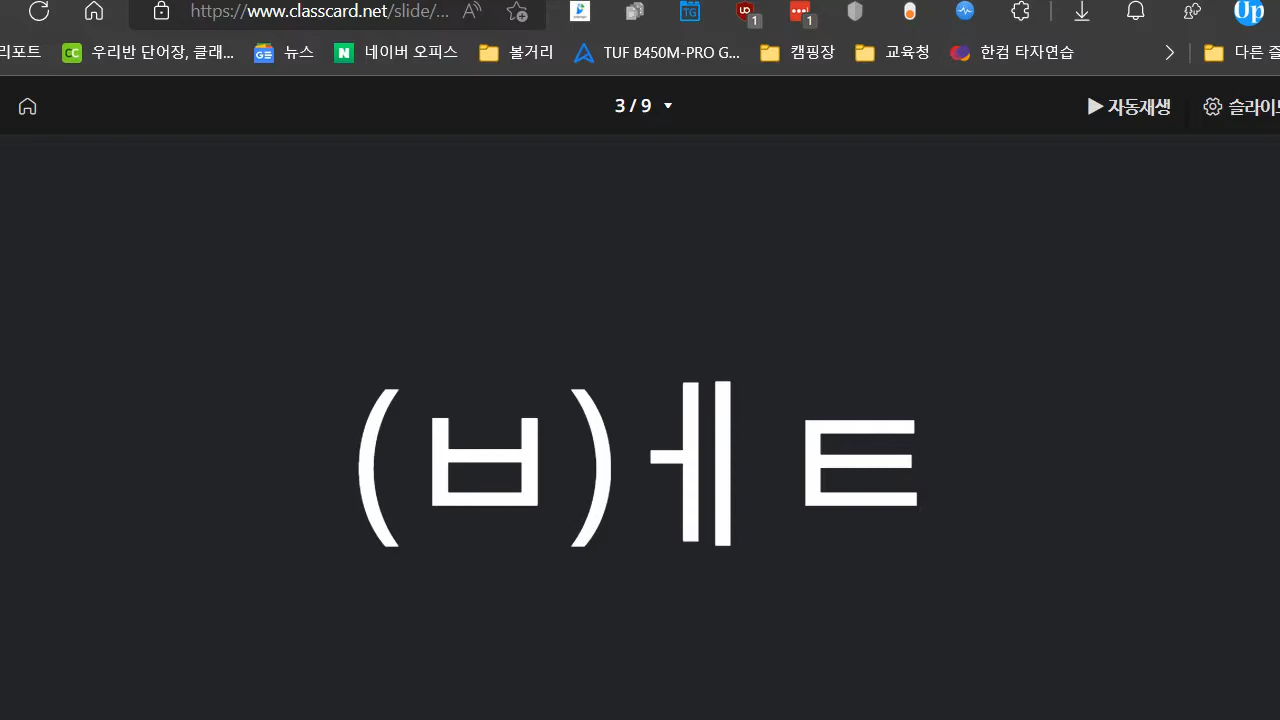 https://www.classcard.net/slide/...
리포트 우리반 단어장, 클래... 뉴스 네이버 오피스 볼거리 TUF B450M-PRO G... 캠핑장 교육청 한컴 타자연습 다른 즐
3 / 9 자동재생 슬라이드
(ㅂ)ㅔ ㅌ